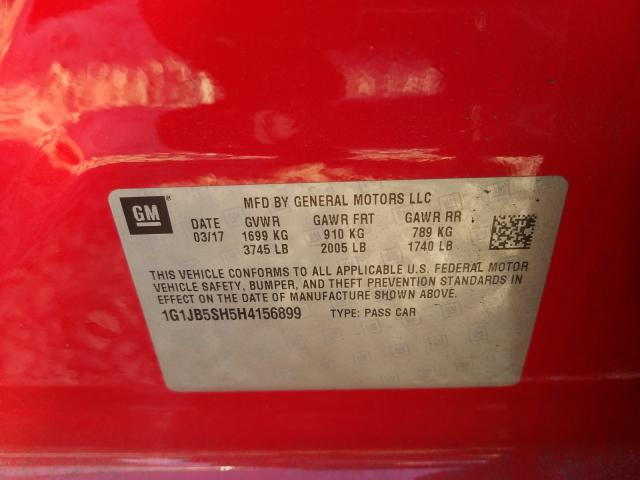 GM
MFD BY GENERAL MOTORS LLC
DATE GVWR GAWR FRT GAWR RR
03/17 1699 KG 910 KG 789 KG
3745 LB 2005 LB 1740 LB
THIS VEHICLE CONFORMS TO ALL APPLICABLE U.S. FEDERAL MOTOR
VEHICLE SAFETY, BUMPER, AND THEFT PREVENTION STANDARDS IN
EFFECT ON THE DATE OF MANUFACTURE SHOWN ABOVE.
1G1JB5SH5H4156899 TYPE: PASS CAR